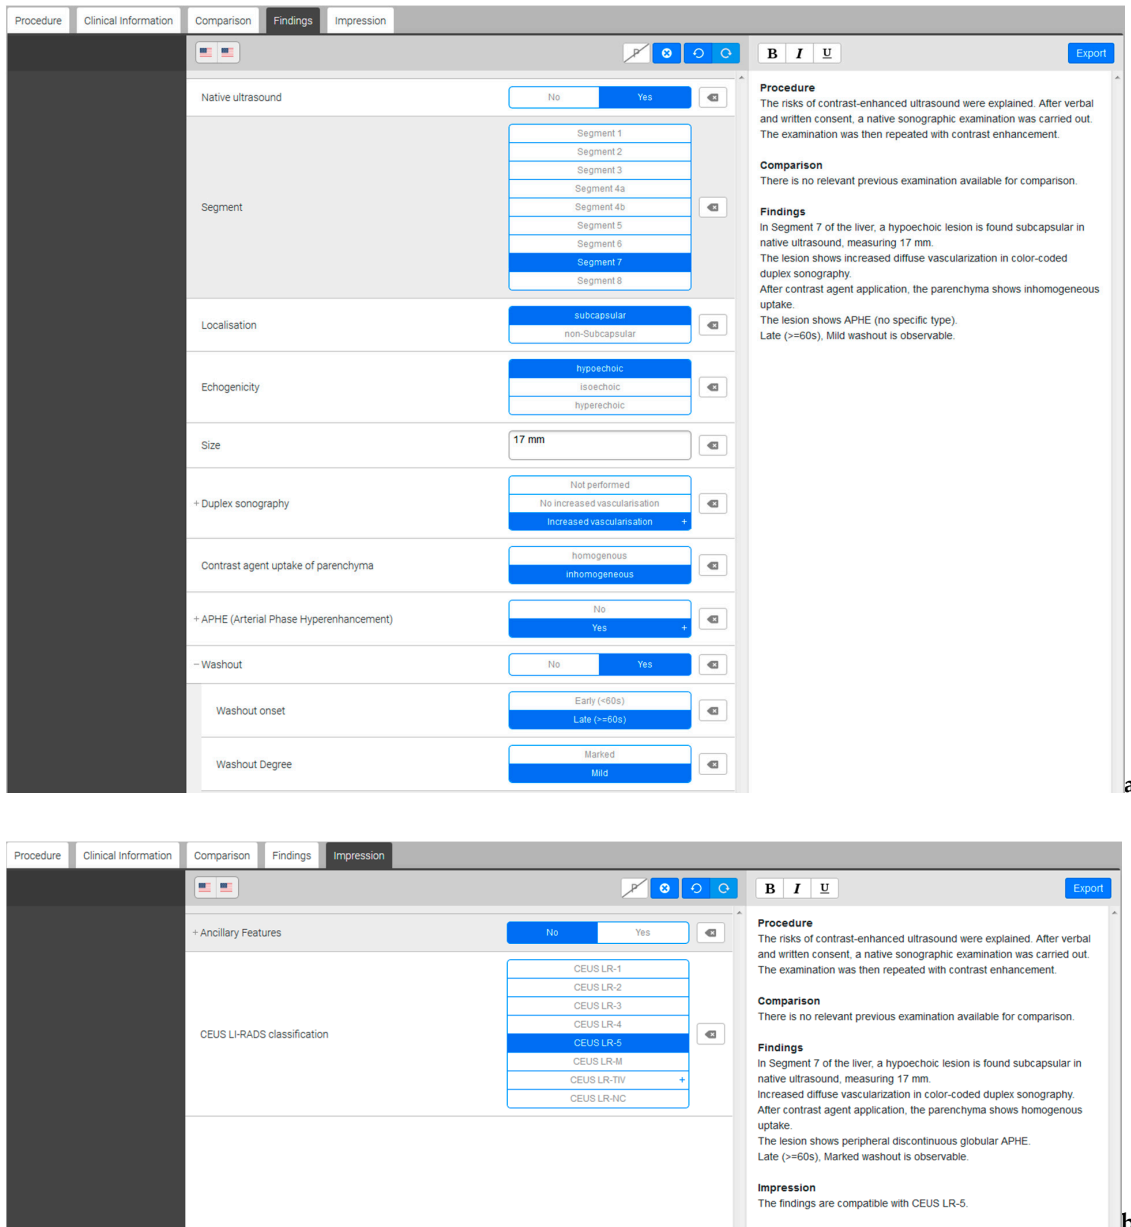 Procedure Clinical Information Comparison Findings Impression
P B I U Export
Native ultrasound No Yes
Segment
Segment 1
Segment 2
Segment 3
Segment 4a
Segment 4b
Segment 5
Segment 6
Segment 7
Segment 8
Localisation
subcapsular
non-Subcapsular
Echogenicity
hypoechoic
isoechoic
hyperechoic
Size 17 mm
+ Duplex sonography
Not performed
No increased vascularisation
Increased vascularisation +
Contrast agent uptake of parenchyma
homogenous
inhomogeneous
+ APHE (Arterial Phase Hyperenhancement)
No
Yes +
– Washout No Yes
Washout onset
Early (<60s)
Late (>=60s)
Washout Degree
Marked
Mild
Procedure
The risks of contrast-enhanced ultrasound were explained. After verbal
and written consent, a native sonographic examination was carried out.
The examination was then repeated with contrast enhancement.
Comparison
There is no relevant previous examination available for comparison.
Findings
In Segment 7 of the liver, a hypoechoic lesion is found subcapsular in
native ultrasound, measuring 17 mm.
The lesion shows increased diffuse vascularization in color-coded
duplex sonography.
After contrast agent application, the parenchyma shows inhomogeneous
uptake.
The lesion shows APHE (no specific type).
Late (>=60s), Mild washout is observable.
a
Procedure Clinical Information Comparison Findings Impression
P B I U Export
+ Ancillary Features No Yes
CEUS LI-RADS classification
CEUS LR-1
CEUS LR-2
CEUS LR-3
CEUS LR-4
CEUS LR-5
CEUS LR-M
CEUS LR-TIV +
CEUS LR-NC
Procedure
The risks of contrast-enhanced ultrasound were explained. After verbal
and written consent, a native sonographic examination was carried out.
The examination was then repeated with contrast enhancement.
Comparison
There is no relevant previous examination available for comparison.
Findings
In Segment 7 of the liver, a hypoechoic lesion is found subcapsular in
native ultrasound, measuring 17 mm.
Increased diffuse vascularization in color-coded duplex sonography.
After contrast agent application, the parenchyma shows homogenous
uptake.
The lesion shows peripheral discontinuous globular APHE.
Late (>=60s), Marked washout is observable.
Impression
The findings are compatible with CEUS LR-5.
b